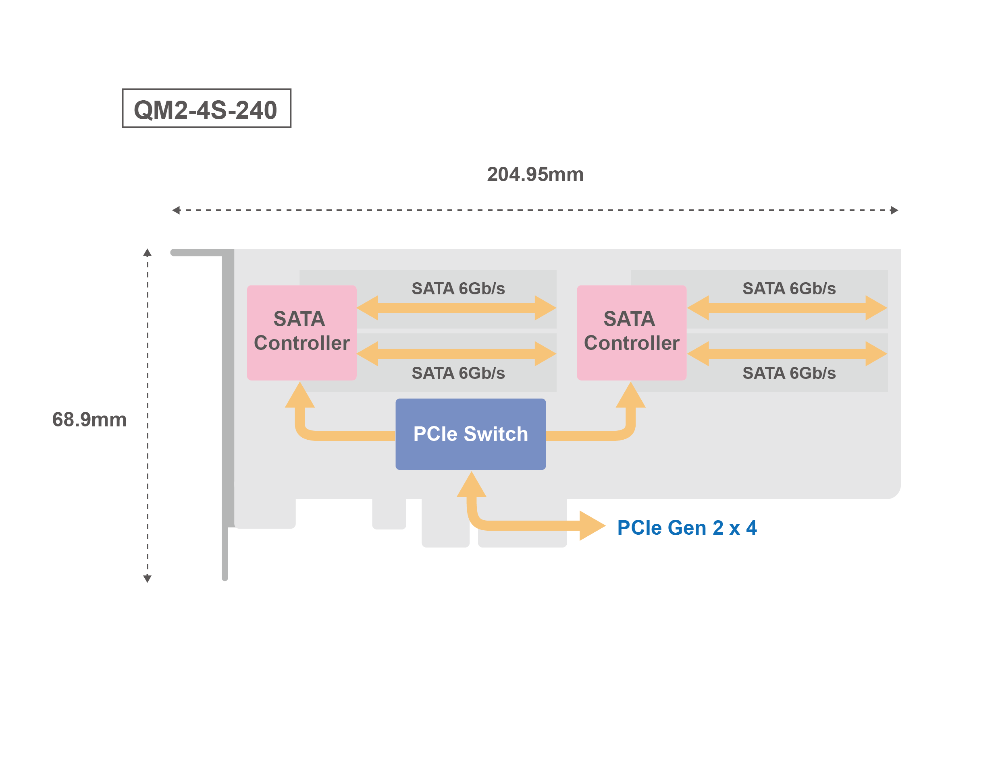 QM2-4S-240
204.95mm
SATA 6Gb/s
SATA 6Gb/s
SATA
Controller
SATA
Controller
SATA 6Gb/s
SATA 6Gb/s
68.9mm
PCIe Switch
PCIe Gen 2 x 4